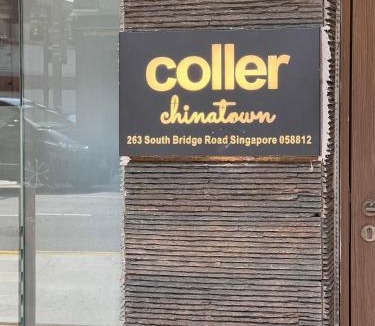 coller
chinatown
263 South Bridge Road Singapore 058812